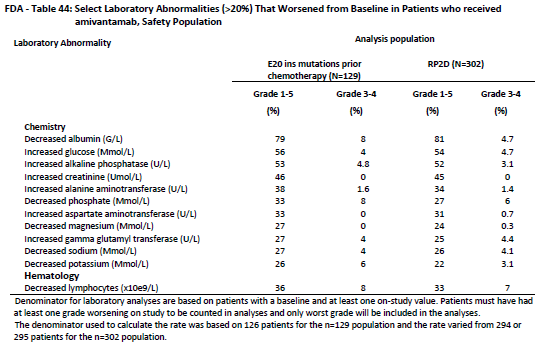 FDA - Table 44: Select Laboratory Abnormalities (>20%) That Worsened from Baseline in Patients who received
amivantamab, Safety Population
Laboratory Abnormality Analysis population
E20 ins mutations prior chemotherapy (N=129) RP2D (N=302)
Grade 1-5 Grade 3-4 Grade 1-5 Grade 3-4
(%) (%) (%) (%)
Chemistry
Decreased albumin (G/L) 79 8 81 4.7
Increased glucose (Mmol/L) 56 4 54 4.7
Increased alkaline phosphatase (U/L) 53 4.8 52 3.1
Increased creatinine (Umol/L) 46 0 45 0
Increased alanine aminotransferase (U/L) 38 1.6 34 1.4
Decreased phosphate (Mmol/L) 33 8 27 6
Increased aspartate aminotransferase (U/L) 33 0 31 0.7
Decreased magnesium (Mmol/L) 27 0 24 0.3
Increased gamma glutamyl transferase (U/L) 27 4 25 4.4
Decreased sodium (Mmol/L) 27 4 26 4.1
Decreased potassium (Mmol/L) 26 6 22 3.1
Hematology
Decreased lymphocytes (x10e9/L) 36 8 33 7
Denominator for laboratory analyses are based on patients with a baseline and at least one on-study value. Patients must have had
at least one grade worsening on study to be counted in analyses and only worst grade will be included in the analyses.
The denominator used to calculate the rate was based on 126 patients for the n=129 population and the rate varied from 294 or
295 patients for the n=302 population.